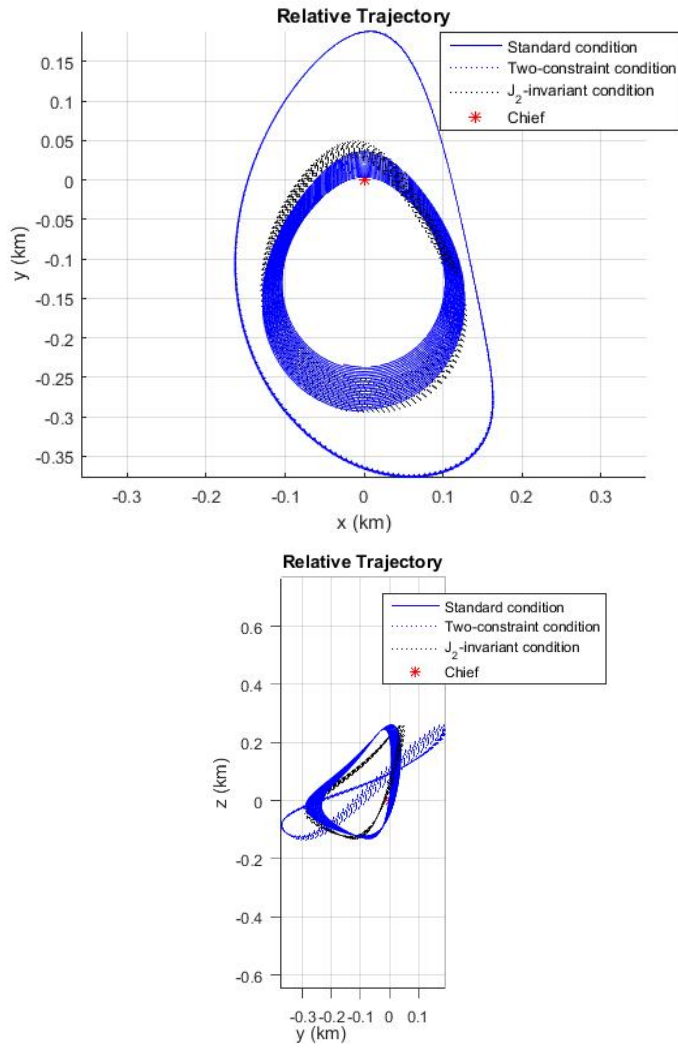 Relative Trajectory
Standard condition
Two-constraint condition
J2-invariant condition
Chief
y (km)
0.15
0.1
0.05
0
-0.05
-0.1
-0.15
-0.2
-0.25
-0.3
-0.35
-0.3 -0.2 -0.1 0 0.1 0.2 0.3
x (km)
Relative Trajectory
Standard condition
Two-constraint condition
J2-invariant condition
Chief
z (km)
0.6
0.4
0.2
0
-0.2
-0.4
-0.6
-0.3 -0.2 -0.1 0 0.1
y (km)